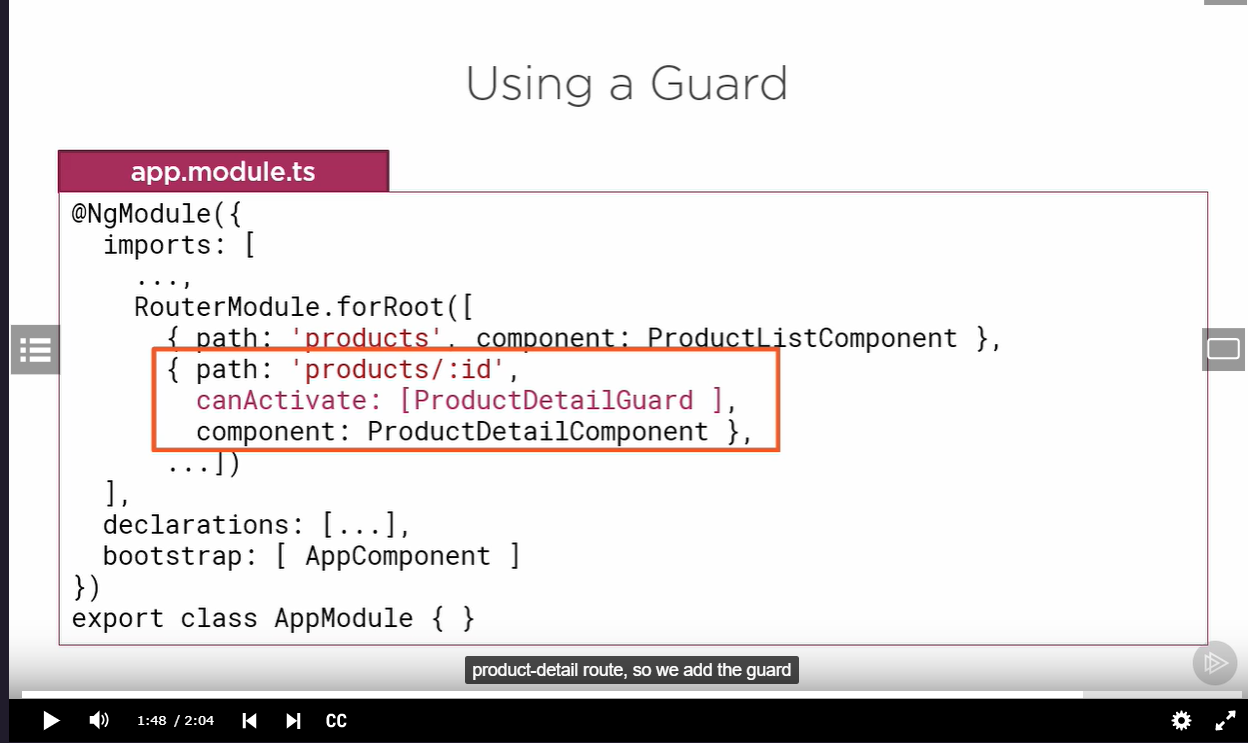 Using a Guard
app.module.ts
@NgModule({
  imports: [
    ...,
    RouterModule.forRoot([
      { path: 'products', component: ProductListComponent },
      { path: 'products/:id',
        canActivate: [ProductDetailGuard ],
        component: ProductDetailComponent },
      ...])
  ],
  declarations: [...],
  bootstrap: [ AppComponent ]
})
export class AppModule { }
product-detail route, so we add the guard
1:48 / 2:04
CC